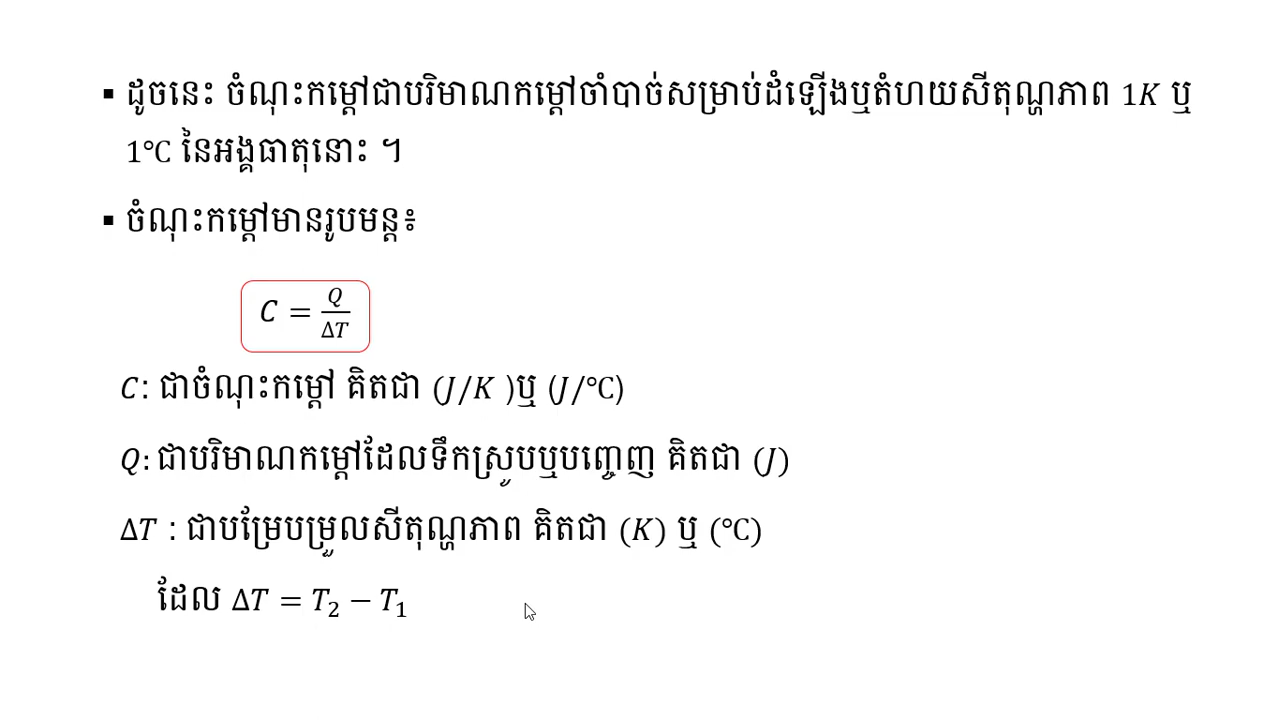 ▪ ដូចនេះ ចំណុះកម្ដៅជាបរិមាណកម្ដៅចាំបាច់សម្រាប់ដំឡើងឬតំហយសីតុណ្ហភាព 1K ឬ
1°C នៃអង្គធាតុនោះ ។
▪ ចំណុះកម្ដៅមានរូបមន្ត៖
C = Q/ΔT
C: ជាចំណុះកម្ដៅ គិតជា (J/K )ឬ (J/°C)
Q: ជាបរិមាណកម្ដៅដែលទឹកស្រូបឬបញ្ចេញ គិតជា (J)
ΔT : ជាបម្រែបម្រួលសីតុណ្ហភាព គិតជា (K) ឬ (°C)
ដែល ΔT = T₂ − T₁